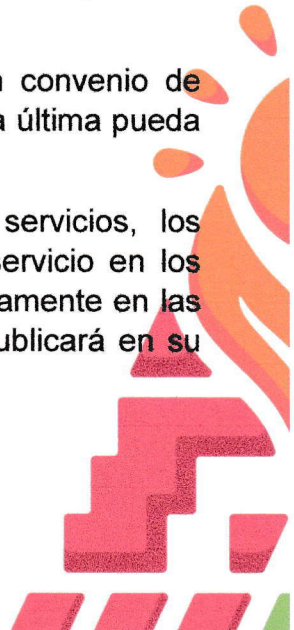 convenio de
última pueda
servicios, los
servicio en los
amente en las
ublicará en su